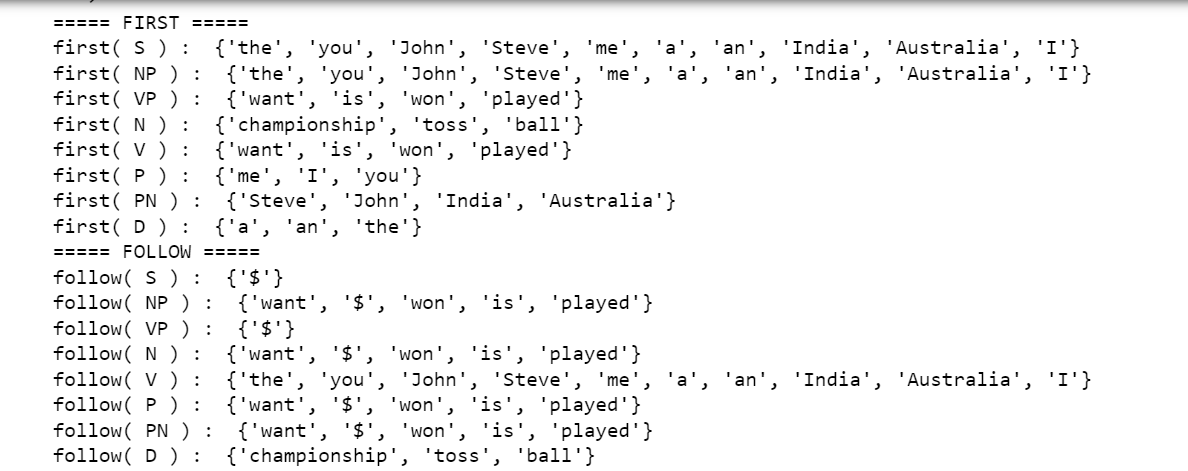 ===== FIRST =====
first( S ) :  {'the', 'you', 'John', 'Steve', 'me', 'a', 'an', 'India', 'Australia', 'I'}
first( NP ) :  {'the', 'you', 'John', 'Steve', 'me', 'a', 'an', 'India', 'Australia', 'I'}
first( VP ) :  {'want', 'is', 'won', 'played'}
first( N ) :  {'championship', 'toss', 'ball'}
first( V ) :  {'want', 'is', 'won', 'played'}
first( P ) :  {'me', 'I', 'you'}
first( PN ) :  {'Steve', 'John', 'India', 'Australia'}
first( D ) :  {'a', 'an', 'the'}
===== FOLLOW =====
follow( S ) :  {'$'}
follow( NP ) :  {'want', '$', 'won', 'is', 'played'}
follow( VP ) :  {'$'}
follow( N ) :  {'want', '$', 'won', 'is', 'played'}
follow( V ) :  {'the', 'you', 'John', 'Steve', 'me', 'a', 'an', 'India', 'Australia', 'I'}
follow( P ) :  {'want', '$', 'won', 'is', 'played'}
follow( PN ) :  {'want', '$', 'won', 'is', 'played'}
follow( D ) :  {'championship', 'toss', 'ball'}